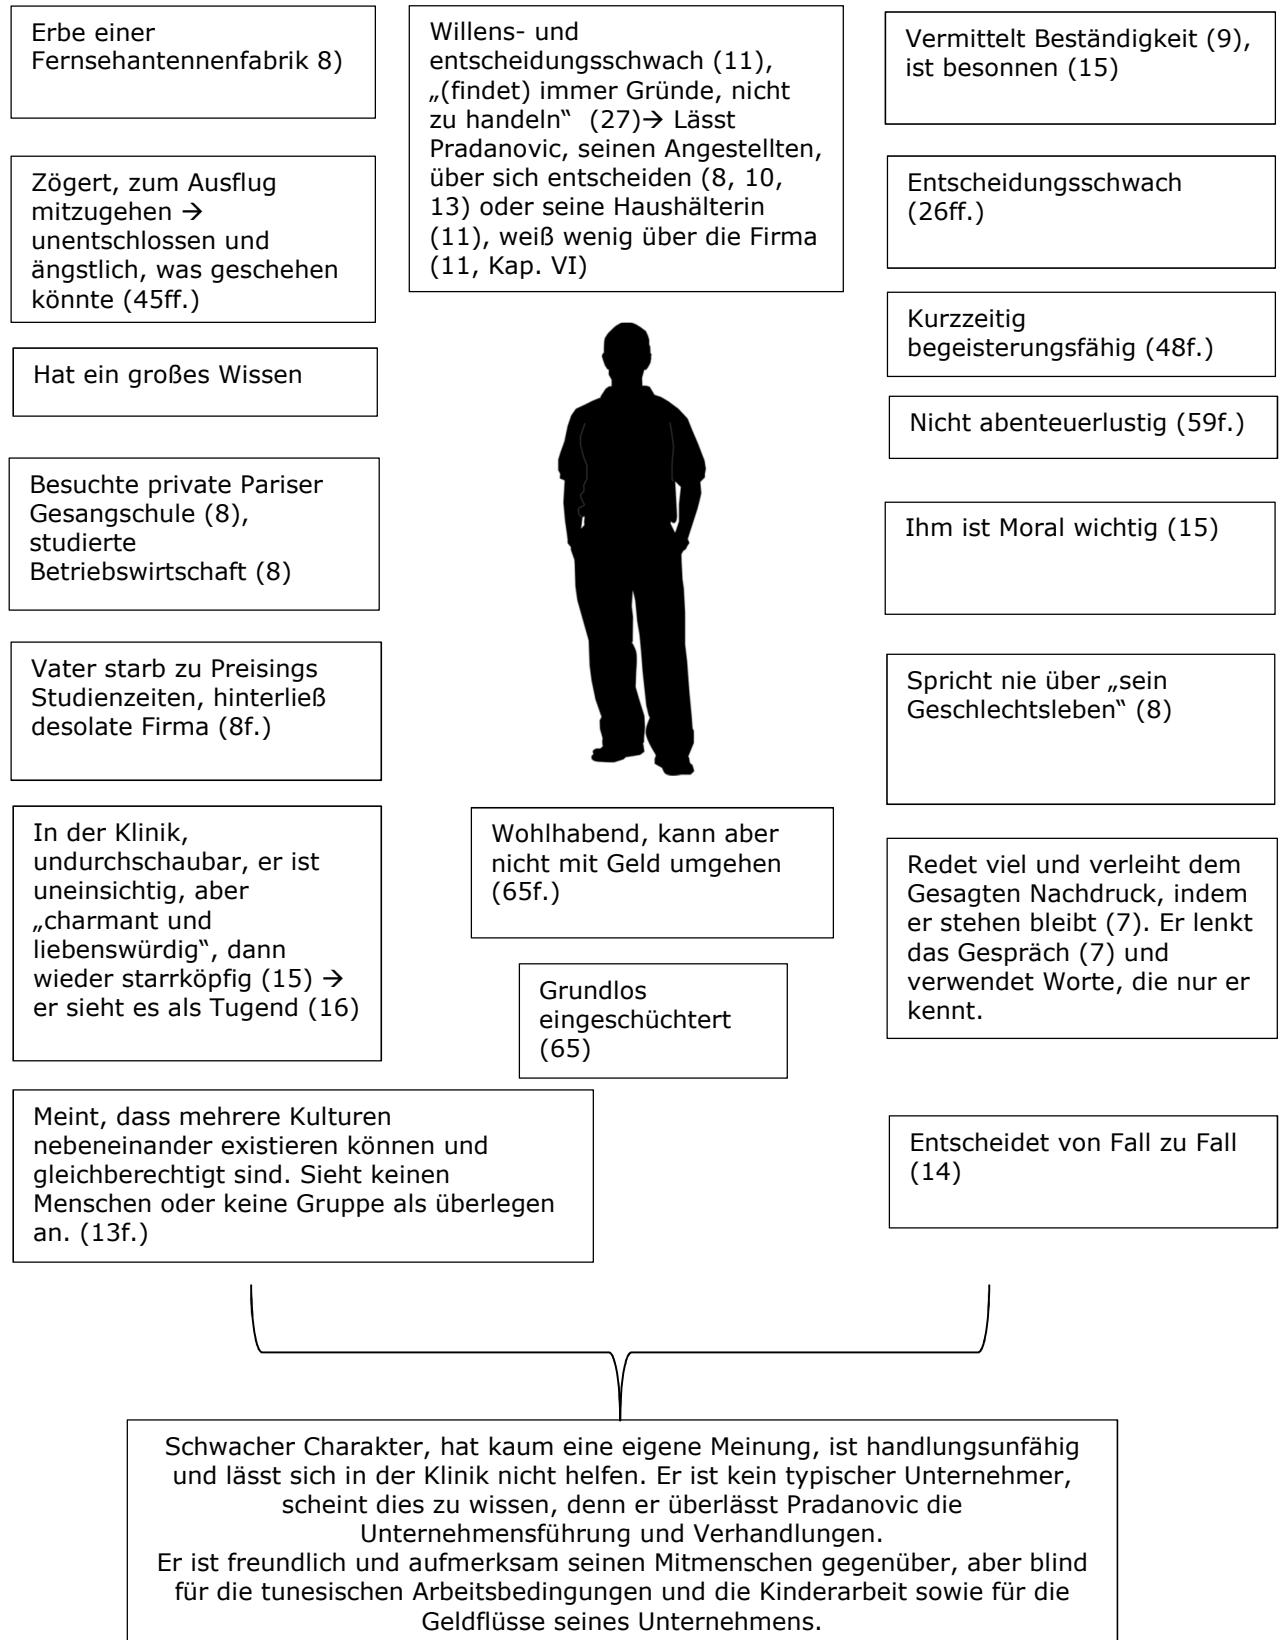 Erbe einer
Fernsehantennenfabrik 8)
Zögert, zum Ausflug
mitzugehen →
unentschlossen und
ängstlich, was geschehen
könnte (45ff.)
Hat ein großes Wissen
Besuchte private Pariser
Gesangschule (8),
studierte
Betriebswirtschaft (8)
Vater starb zu Preisings
Studienzeiten, hinterließ
desolate Firma (8f.)
In der Klinik,
undurchschaubar, er ist
uneinsichtig, aber
„charmant und
liebenswürdig“, dann
wieder starrköpfig (15) →
er sieht es als Tugend (16)
Meint, dass mehrere Kulturen
nebeneinander existieren können und
gleichberechtigt sind. Sieht keinen
Menschen oder keine Gruppe als überlegen
an. (13f.)
Willens- und
entscheidungsschwach (11),
„(findet) immer Gründe, nicht
zu handeln“ (27)→ Lässt
Pradanovic, seinen Angestellten,
über sich entscheiden (8, 10,
13) oder seine Haushälterin
(11), weiß wenig über die Firma
(11, Kap. VI)
Wohlhabend, kann aber
nicht mit Geld umgehen
(65f.)
Grundlos
eingeschüchtert
(65)
Vermittelt Beständigkeit (9),
ist besonnen (15)
Entscheidungsschwach
(26ff.)
Kurzzeitig
begeisterungsfähig (48f.)
Nicht abenteuerlustig (59f.)
Ihm ist Moral wichtig (15)
Spricht nie über „sein
Geschlechtsleben“ (8)
Redet viel und verleiht dem
Gesagten Nachdruck, indem
er stehen bleibt (7). Er lenkt
das Gespräch (7) und
verwendet Worte, die nur er
kennt.
Entscheidet von Fall zu Fall
(14)
Schwacher Charakter, hat kaum eine eigene Meinung, ist handlungsunfähig
und lässt sich in der Klinik nicht helfen. Er ist kein typischer Unternehmer,
scheint dies zu wissen, denn er überlässt Pradanovic die
Unternehmensführung und Verhandlungen.
Er ist freundlich und aufmerksam seinen Mitmenschen gegenüber, aber blind
für die tunesischen Arbeitsbedingungen und die Kinderarbeit sowie für die
Geldflüsse seines Unternehmens.